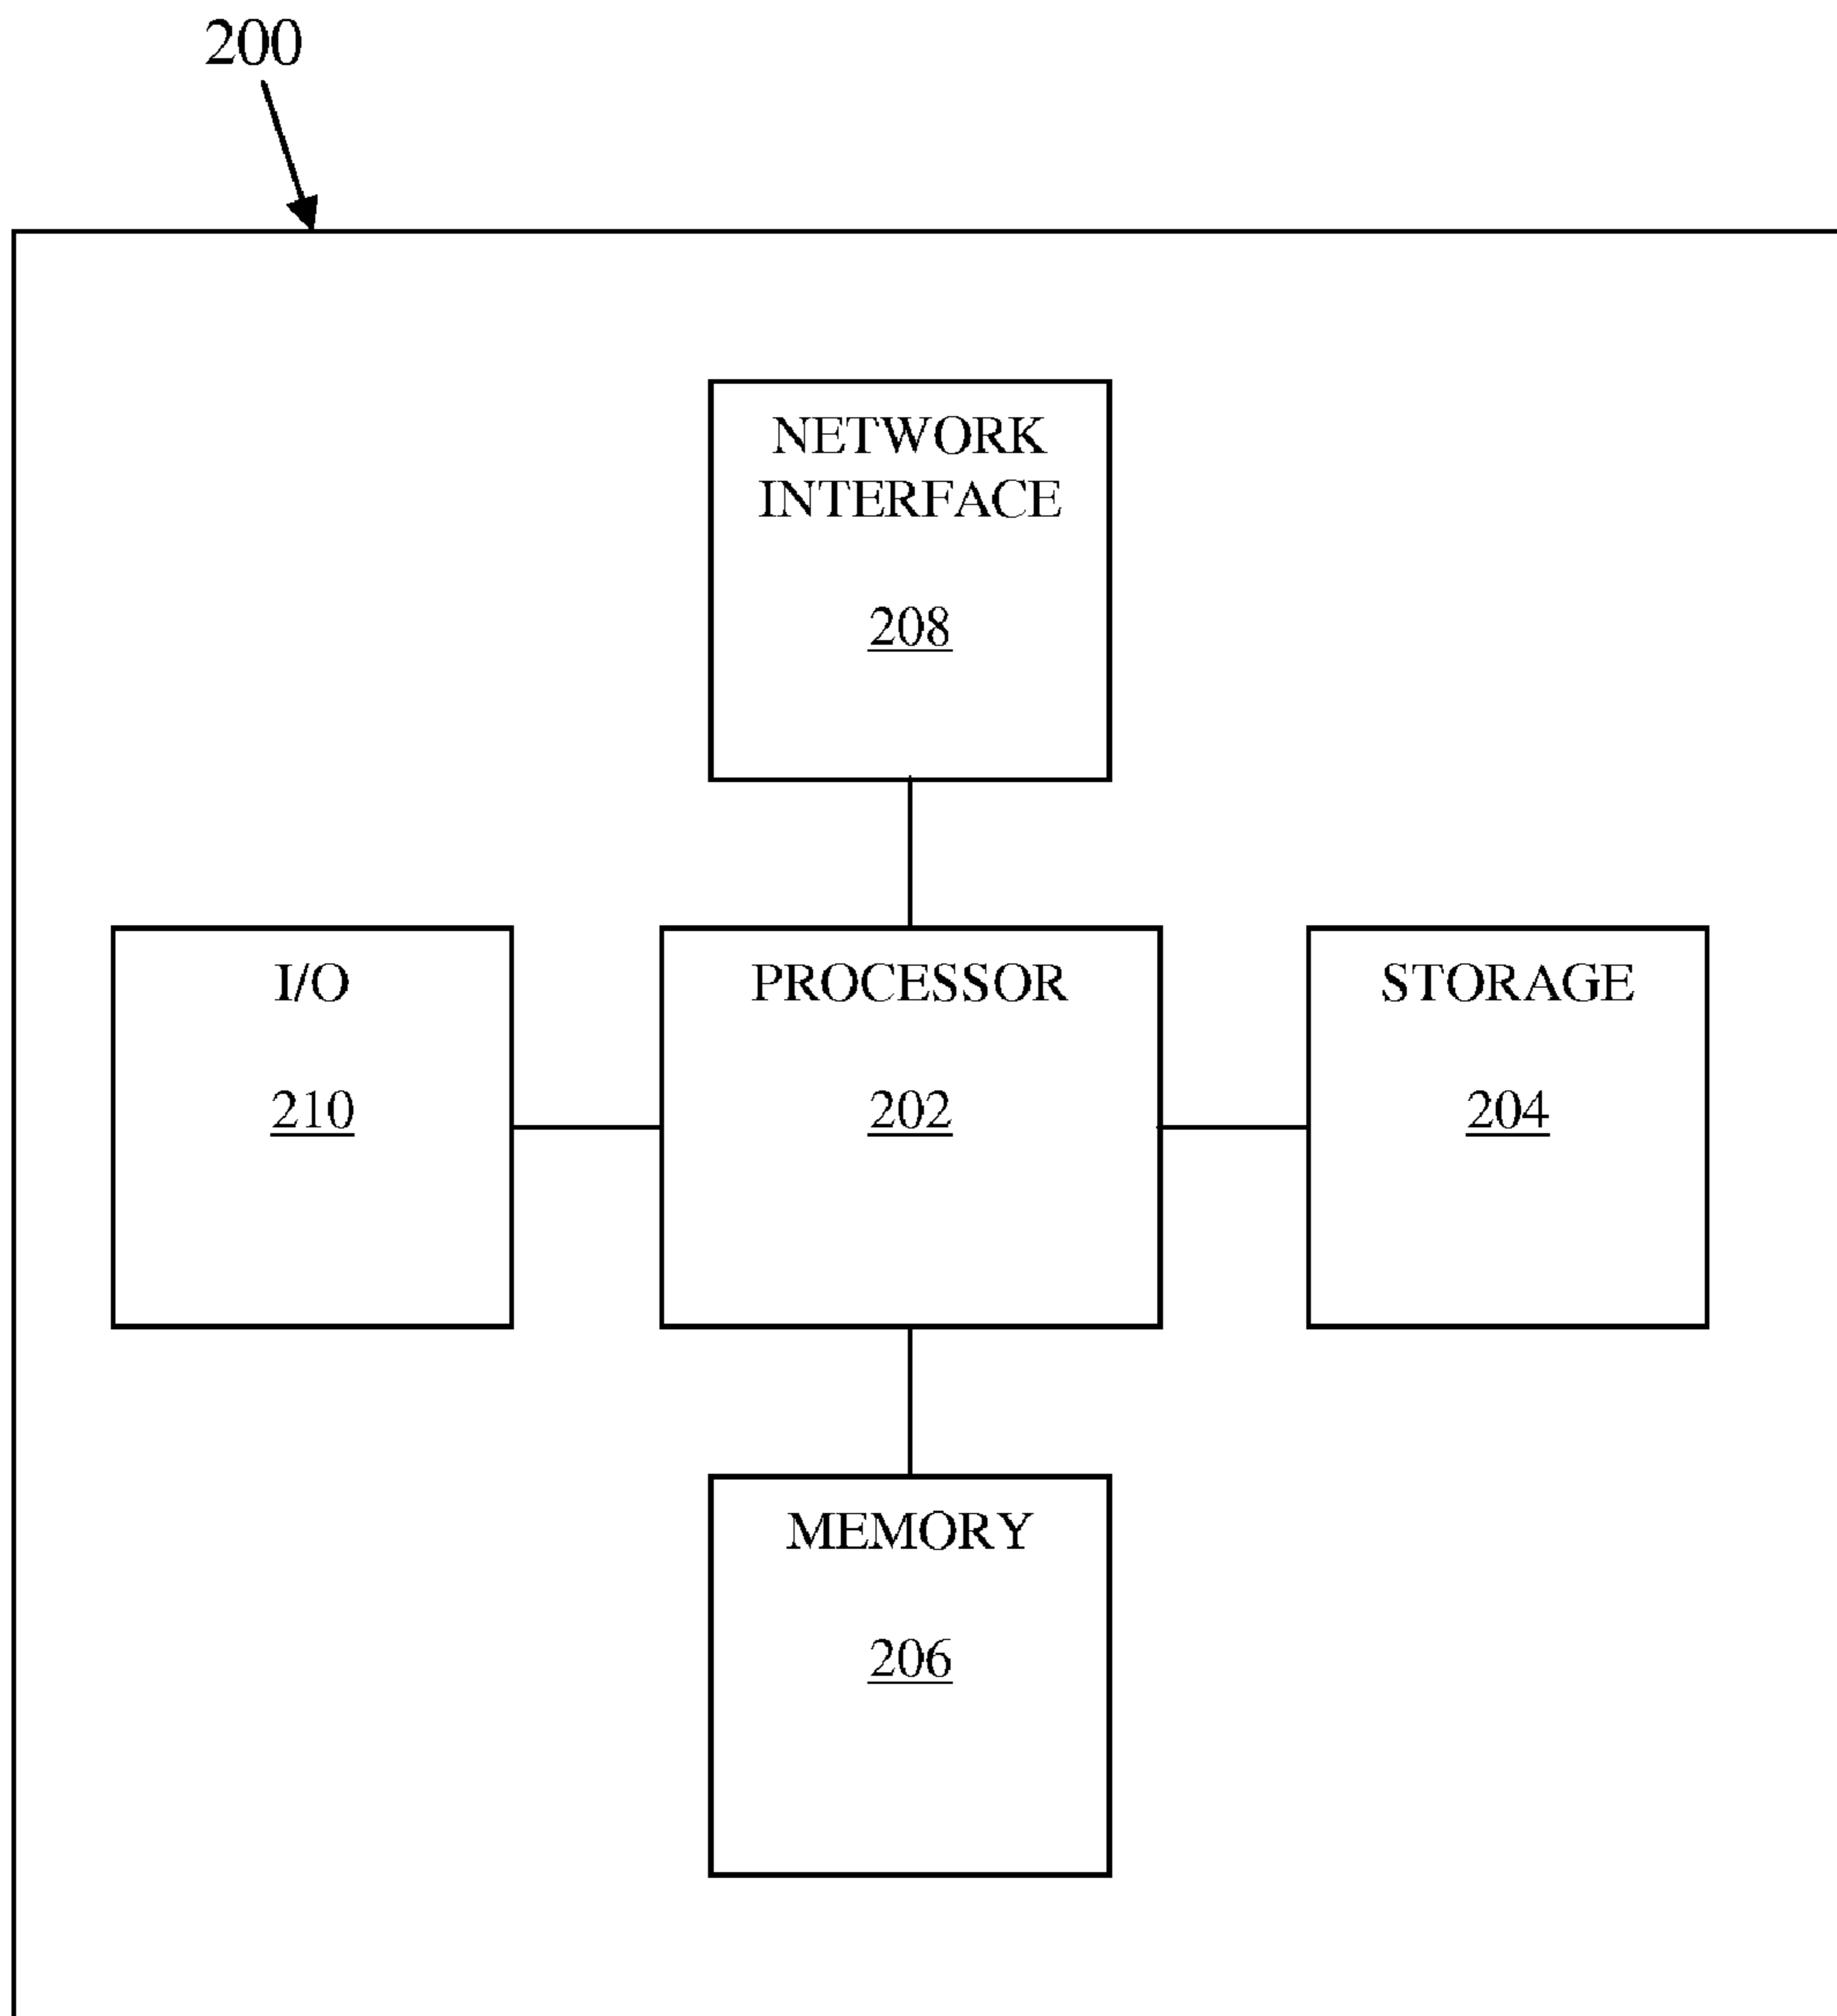 200
NETWORK
INTERFACE
208
I/O
210
PROCESSOR
202
STORAGE
204
MEMORY
206